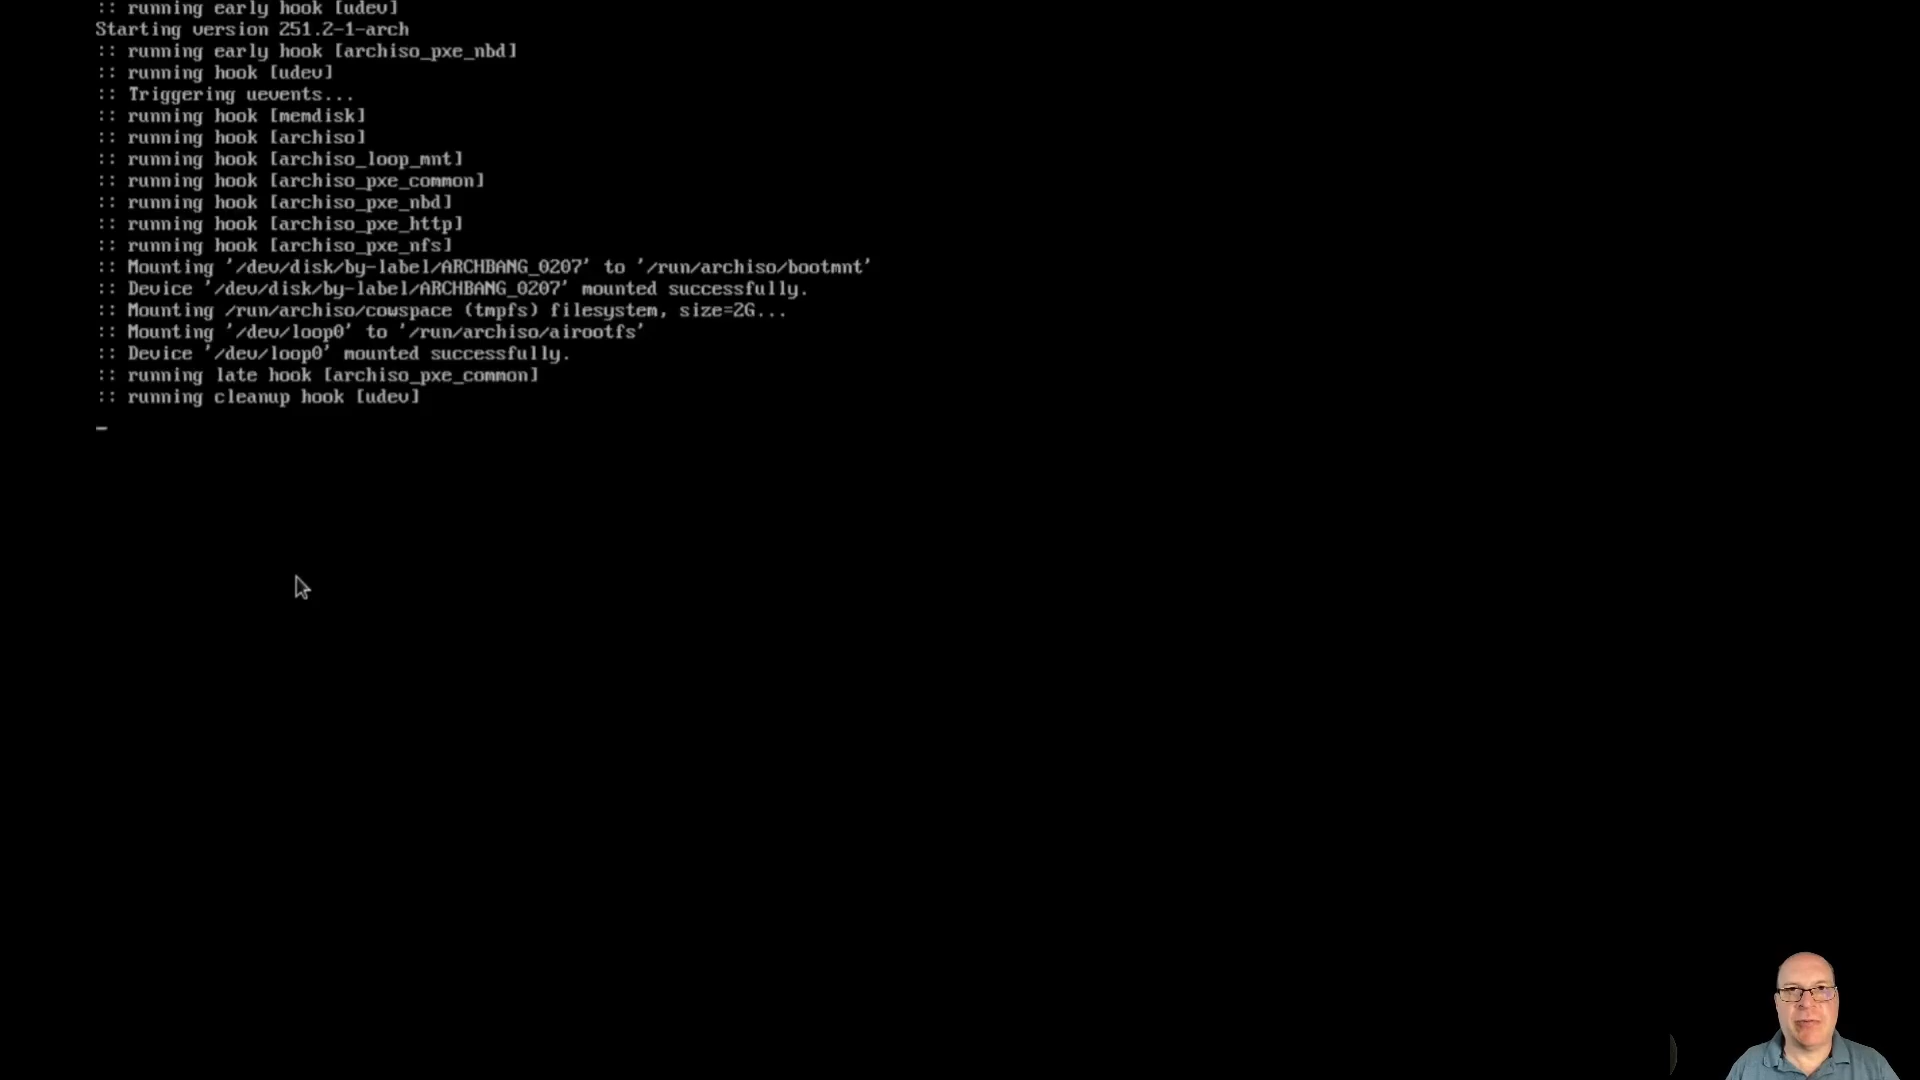 :: running early hook [udev]
Starting version 251.2-1-arch
:: running early hook [archiso_pxe_nbd]
:: running hook [udev]
:: Triggering uevents...
:: running hook [memdisk]
:: running hook [archiso]
:: running hook [archiso_loop_mnt]
:: running hook [archiso_pxe_common]
:: running hook [archiso_pxe_nbd]
:: running hook [archiso_pxe_http]
:: running hook [archiso_pxe_nfs]
:: Mounting '/dev/disk/by-label/ARCHBANG_0207' to '/run/archiso/bootmnt'
:: Device '/dev/disk/by-label/ARCHBANG_0207' mounted successfully.
:: Mounting /run/archiso/cowspace (tmpfs) filesystem, size=2G...
:: Mounting '/dev/loop0' to '/run/archiso/airootfs'
:: Device '/dev/loop0' mounted successfully.
:: running late hook [archiso_pxe_common]
:: running cleanup hook [udev]